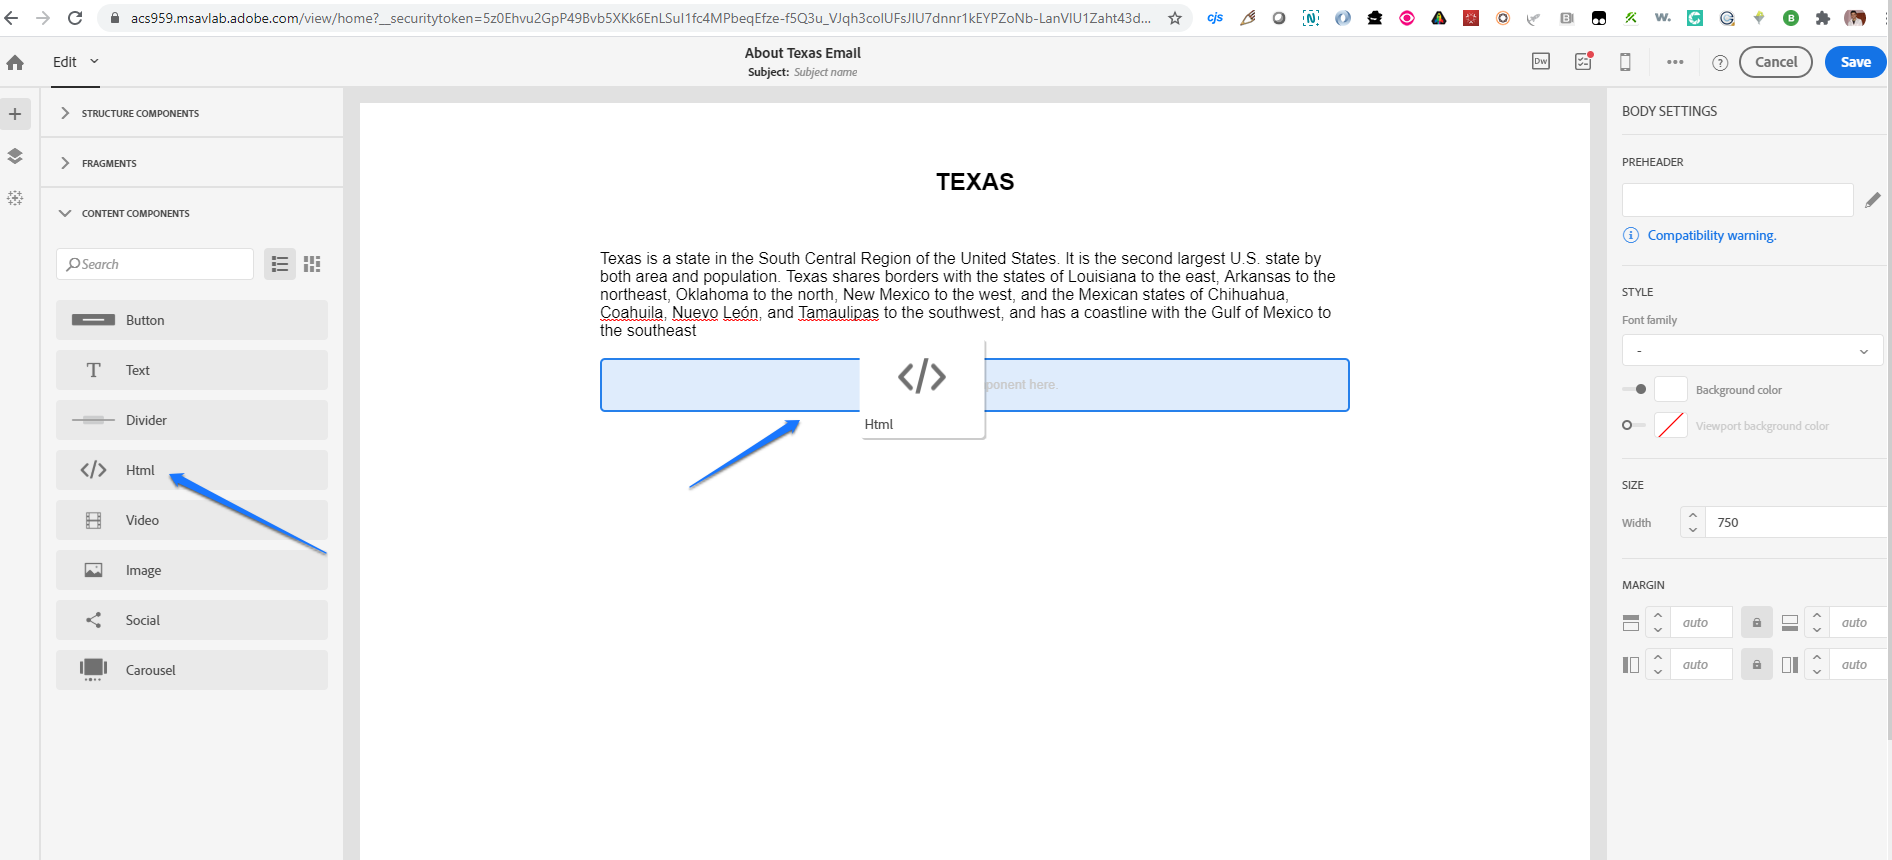 acs959.msavlab.adobe.com/view/home?__securitytoken=5z0Ehvu2GpP49Bvb5XKk6EnLSuI1fc4MPbeqEfze-f5Q3u_VJqh3colUFsJIU7dnnr1kEYPZoNb-LanVIU1Zaht43d...
cjs
Edit
About Texas Email
Subject: Subject name
Dw
Cancel
Save
STRUCTURE COMPONENTS
FRAGMENTS
CONTENT COMPONENTS
Search
Button
Text
Divider
Html
Video
Image
Social
Carousel
TEXAS
Texas is a state in the South Central Region of the United States. It is the second largest U.S. state by
both area and population. Texas shares borders with the states of Louisiana to the east, Arkansas to the
northeast, Oklahoma to the north, New Mexico to the west, and the Mexican states of Chihuahua,
Coahuila, Nuevo León, and Tamaulipas to the southwest, and has a coastline with the Gulf of Mexico to
the southeast
ponent here.
Html
BODY SETTINGS
PREHEADER
Compatibility warning.
STYLE
Font family
-
Background color
Viewport background color
SIZE
Width
750
MARGIN
auto
auto
auto
auto